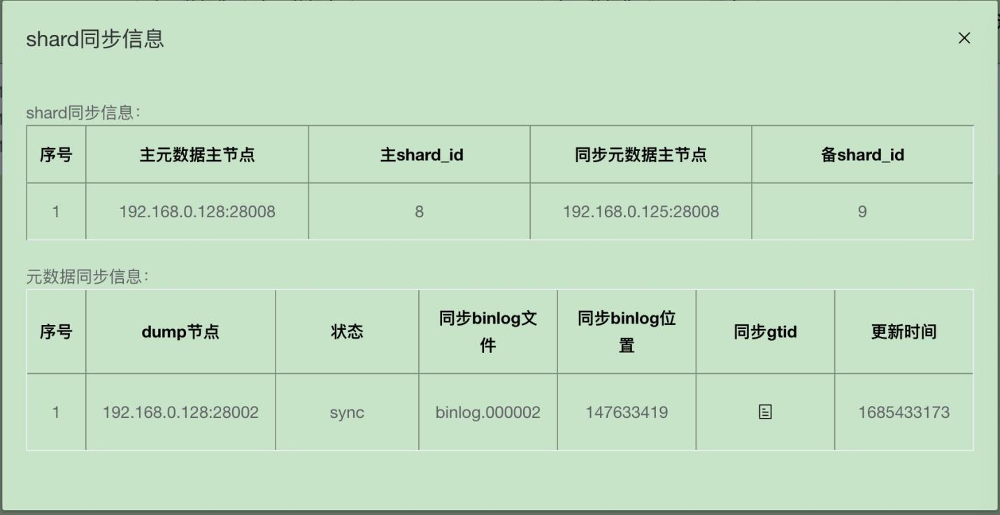 shard同步信息
shard同步信息：
序号 主元数据主节点 主shard_id 同步元数据主节点 备shard_id
1 192.168.0.128:28008 8 192.168.0.125:28008 9
元数据同步信息：
序号 dump节点 状态 同步binlog文件 同步binlog位置 同步gtid 更新时间
1 192.168.0.128:28002 sync binlog.000002 147633419 1685433173